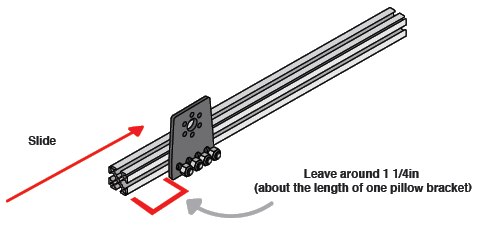 Slide
Leave around 1 1/4in
(about the length of one pillow bracket)